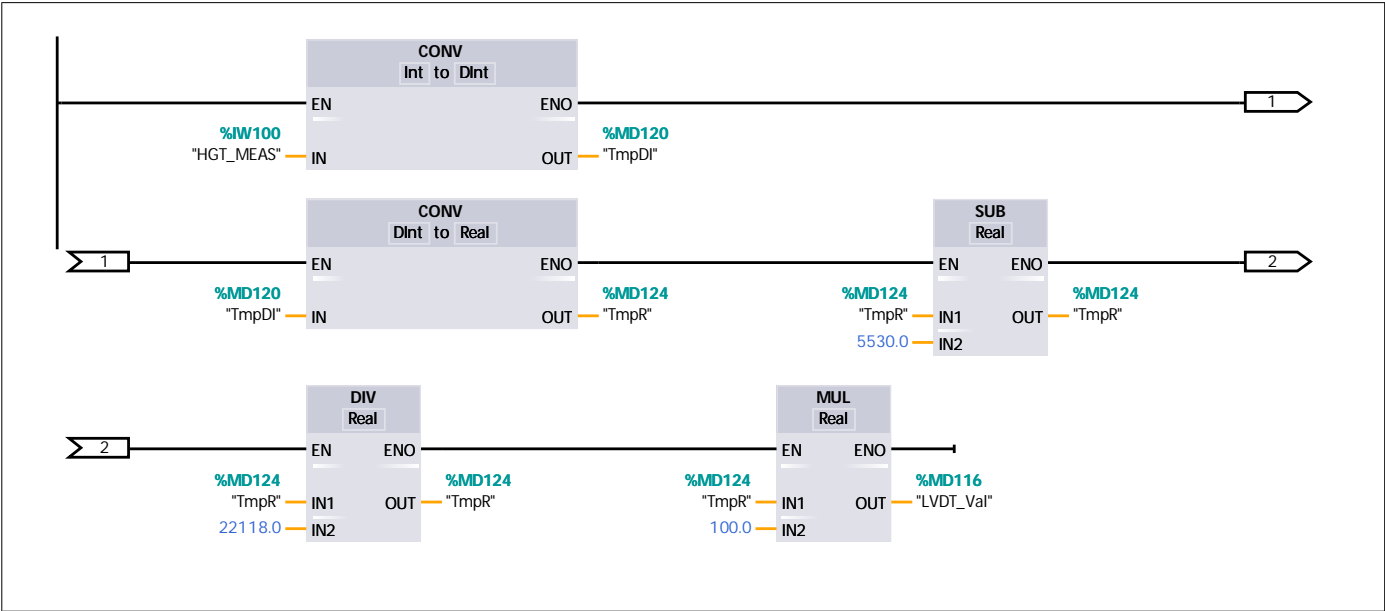 CONV
Int to DInt
EN ENO
%IW100 %MD120
"HGT_MEAS" IN OUT "TmpDI"
1
CONV SUB
DInt to Real Real
1 EN ENO EN ENO 2
%MD120 %MD124 %MD124 %MD124
"TmpDI" IN OUT "TmpR" "TmpR" IN1 OUT "TmpR"
5530.0 IN2
DIV MUL
Real Real
2 EN ENO EN ENO
%MD124 %MD124 %MD124 %MD116
"TmpR" IN1 OUT "TmpR" "TmpR" IN1 OUT "LVDT_Val"
22118.0 IN2 100.0 IN2